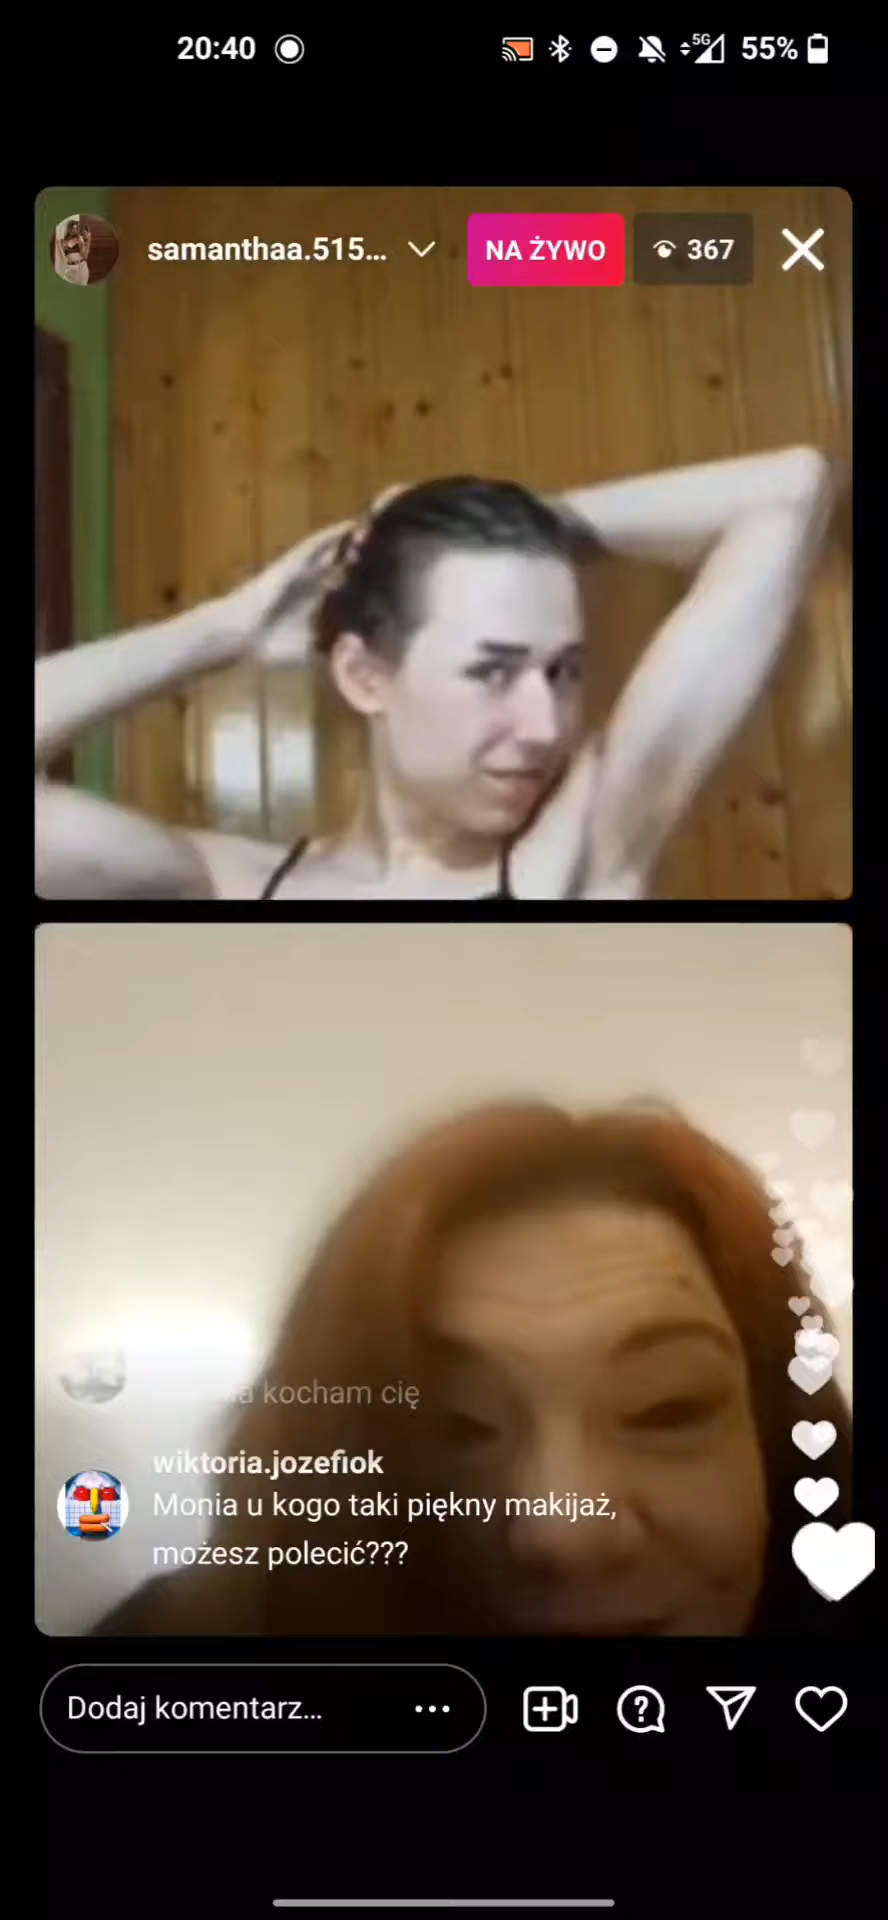 20:40
5G
55%
samanthaa.515...
NA ŻYWO
367
kocham cię
wiktoria.jozefiok
Monia u kogo taki piękny makijaż,
możesz polecić???
Dodaj komentarz...